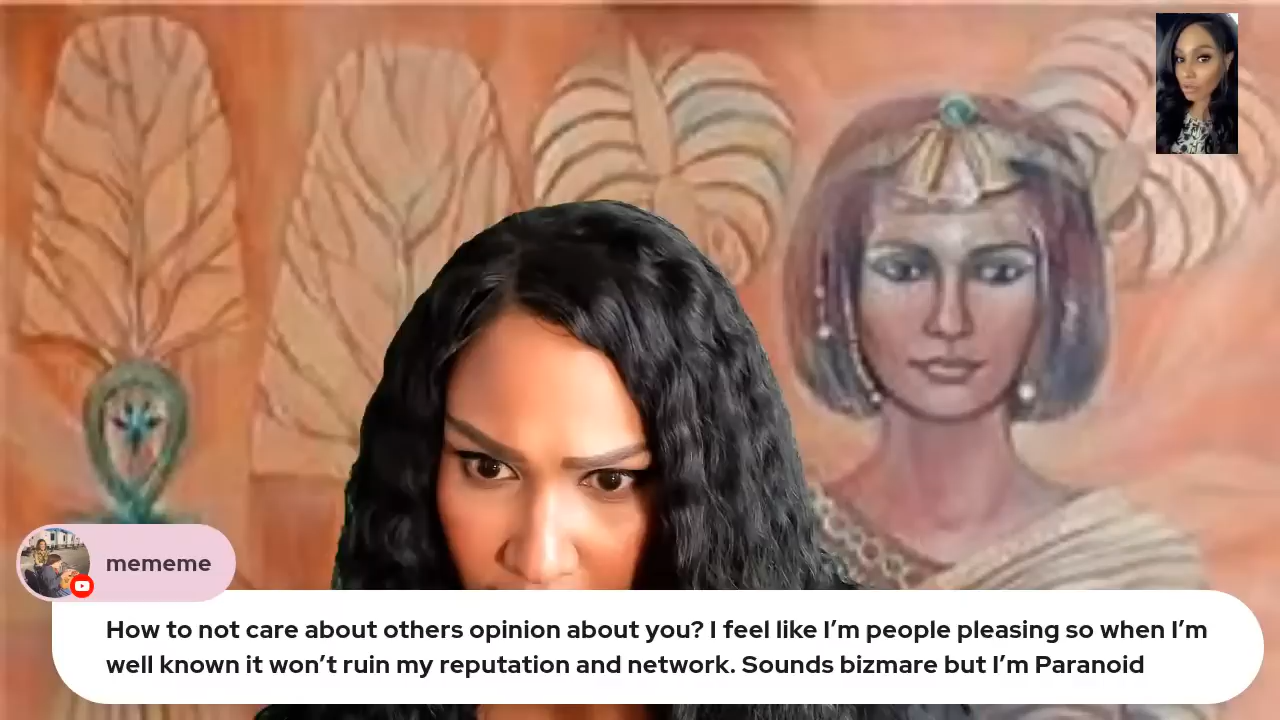 mememe
How to not care about others opinion about you? I feel like I’m people pleasing so when I’m
well known it won’t ruin my reputation and network. Sounds bizmare but I’m Paranoid